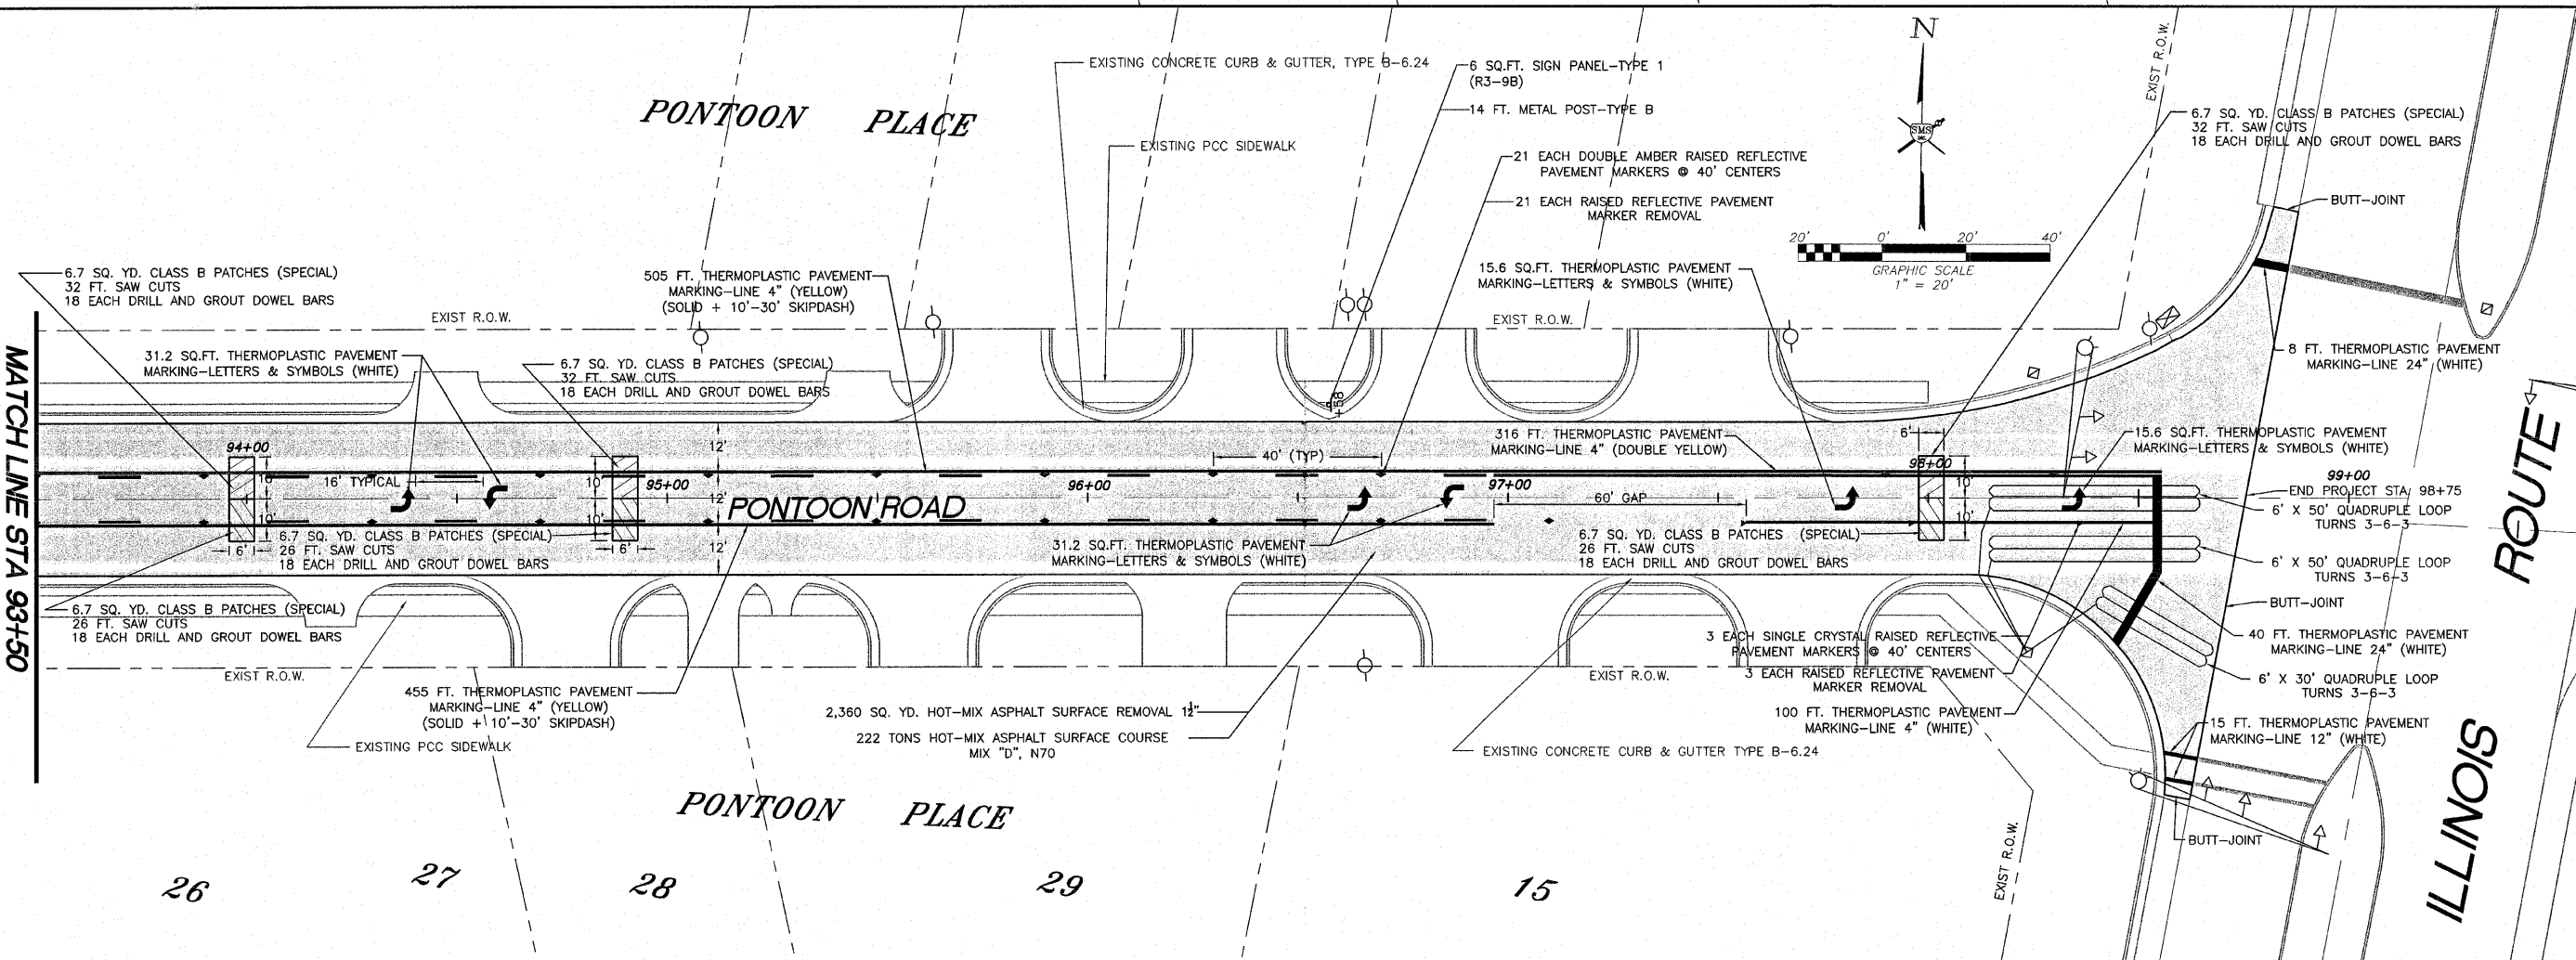 PONTOON PLACE
EXISTING CONCRETE CURB & GUTTER, TYPE B-6.24
EXISTING PCC SIDEWALK
6 SQ.FT. SIGN PANEL-TYPE 1
(R3-9B)
14 FT. METAL POST-TYPE B
21 EACH DOUBLE AMBER RAISED REFLECTIVE
PAVEMENT MARKERS @ 40' CENTERS
21 EACH RAISED REFLECTIVE PAVEMENT
MARKER REMOVAL
N
SMS
20' 0' 20' 40'
GRAPHIC SCALE
1" = 20'
EXIST R.O.W.
6.7 SQ. YD. CLASS B PATCHES (SPECIAL)
32 FT. SAW CUTS
18 EACH DRILL AND GROUT DOWEL BARS
BUTT-JOINT
6.7 SQ. YD. CLASS B PATCHES (SPECIAL)
32 FT. SAW CUTS
18 EACH DRILL AND GROUT DOWEL BARS
505 FT. THERMOPLASTIC PAVEMENT
MARKING-LINE 4" (YELLOW)
(SOLID + 10'-30' SKIPDASH)
15.6 SQ.FT. THERMOPLASTIC PAVEMENT
MARKING-LETTERS & SYMBOLS (WHITE)
EXIST R.O.W.
EXIST R.O.W.
MATCH LINE STA 93+50
31.2 SQ.FT. THERMOPLASTIC PAVEMENT
MARKING-LETTERS & SYMBOLS (WHITE)
6.7 SQ. YD. CLASS B PATCHES (SPECIAL)
32 FT. SAW CUTS
18 EACH DRILL AND GROUT DOWEL BARS
8 FT. THERMOPLASTIC PAVEMENT
MARKING-LINE 24" (WHITE)
+58
94+00
12'
40' (TYP)
316 FT. THERMOPLASTIC PAVEMENT
MARKING-LINE 4" (DOUBLE YELLOW)
6'
15.6 SQ.FT. THERMOPLASTIC PAVEMENT
MARKING-LETTERS & SYMBOLS (WHITE)
98+00
99+00
10'
16' TYPICAL
10'
95+00
12'
PONTOON ROAD
96+00
97+00
60' GAP
10'
END PROJECT STA. 98+75
6' X 50' QUADRUPLE LOOP
TURNS 3-6-3
10'
10'
10'
6.7 SQ. YD. CLASS B PATCHES (SPECIAL)
26 FT. SAW CUTS
18 EACH DRILL AND GROUT DOWEL BARS
6'
6'
12'
31.2 SQ.FT. THERMOPLASTIC PAVEMENT
MARKING-LETTERS & SYMBOLS (WHITE)
6.7 SQ. YD. CLASS B PATCHES (SPECIAL)
26 FT. SAW CUTS
18 EACH DRILL AND GROUT DOWEL BARS
6' X 50' QUADRUPLE LOOP
TURNS 3-6-3
BUTT-JOINT
6.7 SQ. YD. CLASS B PATCHES (SPECIAL)
26 FT. SAW CUTS
18 EACH DRILL AND GROUT DOWEL BARS
3 EACH SINGLE CRYSTAL RAISED REFLECTIVE
PAVEMENT MARKERS @ 40' CENTERS
3 EACH RAISED REFLECTIVE PAVEMENT
MARKER REMOVAL
40 FT. THERMOPLASTIC PAVEMENT
MARKING-LINE 24" (WHITE)
6' X 30' QUADRUPLE LOOP
TURNS 3-6-3
EXIST R.O.W.
EXIST R.O.W.
455 FT. THERMOPLASTIC PAVEMENT
MARKING-LINE 4" (YELLOW)
(SOLID + 10'-30' SKIPDASH)
EXISTING PCC SIDEWALK
2,360 SQ. YD. HOT-MIX ASPHALT SURFACE REMOVAL 1½"
222 TONS HOT-MIX ASPHALT SURFACE COURSE
MIX "D", N70
100 FT. THERMOPLASTIC PAVEMENT
MARKING-LINE 4" (WHITE)
EXISTING CONCRETE CURB & GUTTER TYPE B-6.24
15 FT. THERMOPLASTIC PAVEMENT
MARKING-LINE 12" (WHITE)
BUTT-JOINT
PONTOON PLACE
EXIST R.O.W.
ILLINOIS ROUTE
26
27
28
29
15